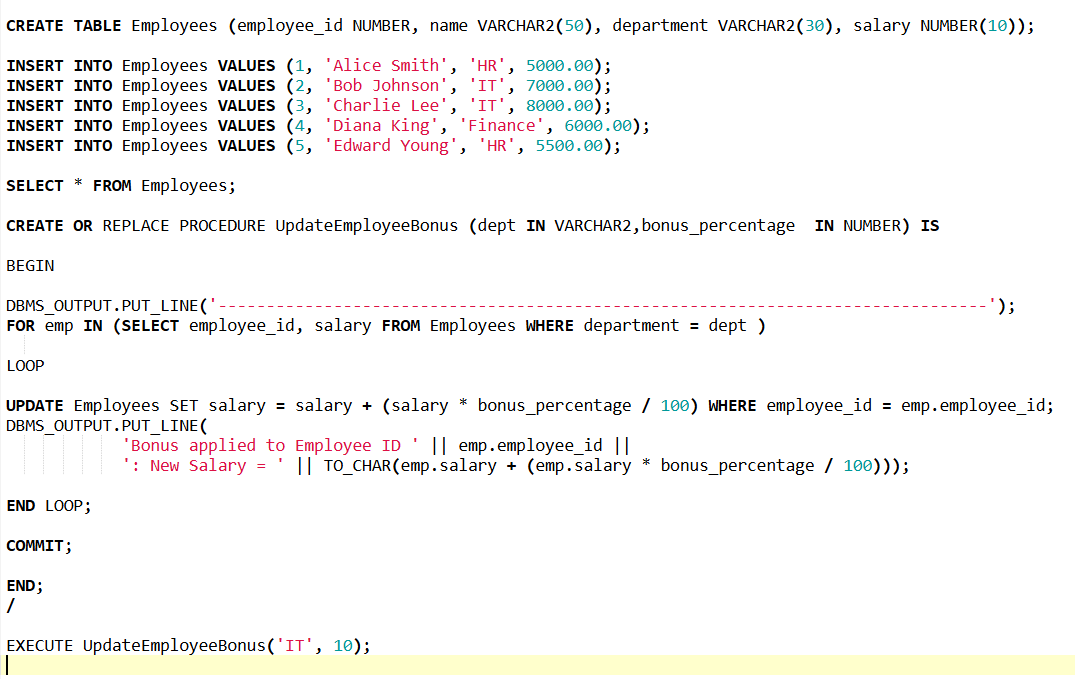 CREATE TABLE Employees (employee_id NUMBER, name VARCHAR2(50), department VARCHAR2(30), salary NUMBER(10));
INSERT INTO Employees VALUES (1, 'Alice Smith', 'HR', 5000.00);
INSERT INTO Employees VALUES (2, 'Bob Johnson', 'IT', 7000.00);
INSERT INTO Employees VALUES (3, 'Charlie Lee', 'IT', 8000.00);
INSERT INTO Employees VALUES (4, 'Diana King', 'Finance', 6000.00);
INSERT INTO Employees VALUES (5, 'Edward Young', 'HR', 5500.00);
SELECT * FROM Employees;
CREATE OR REPLACE PROCEDURE UpdateEmployeeBonus (dept IN VARCHAR2,bonus_percentage  IN NUMBER) IS
BEGIN
DBMS_OUTPUT.PUT_LINE('--------------------------------------------------------------------------------');
FOR emp IN (SELECT employee_id, salary FROM Employees WHERE department = dept )
LOOP
UPDATE Employees SET salary = salary + (salary * bonus_percentage / 100) WHERE employee_id = emp.employee_id;
DBMS_OUTPUT.PUT_LINE(
'Bonus applied to Employee ID ' || emp.employee_id ||
': New Salary = ' || TO_CHAR(emp.salary + (emp.salary * bonus_percentage / 100)));
END LOOP;
COMMIT;
END;
/
EXECUTE UpdateEmployeeBonus('IT', 10);